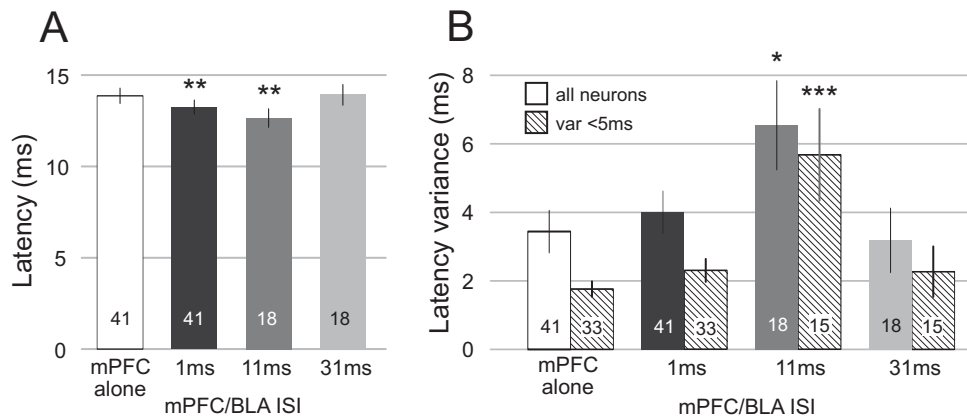 A
Latency (ms)
15
10
5
0
** **
41 41 18 18
mPFC alone 1ms 11ms 31ms
mPFC/BLA ISI
B
Latency variance (ms)
8
6
4
2
0
all neurons
var <5ms
*
***
41 33 41 33 18 15 18 15
mPFC alone 1ms 11ms 31ms
mPFC/BLA ISI